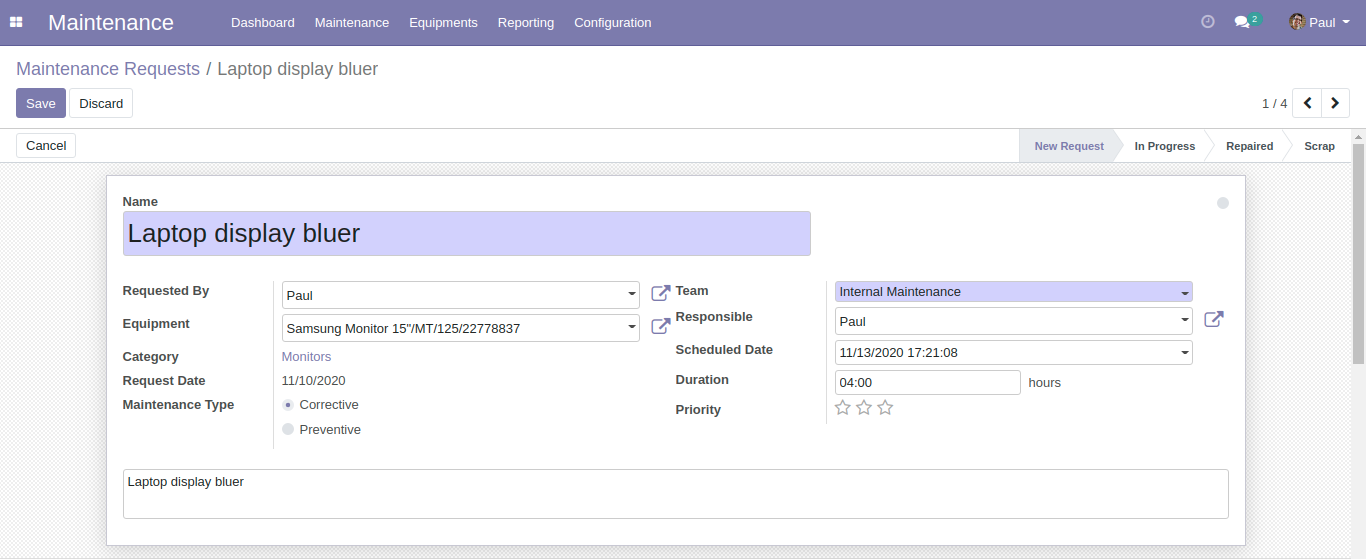 Maintenance Dashboard Maintenance Equipments Reporting Configuration 2 Paul
Maintenance Requests / Laptop display bluer
Save Discard 1 / 4
Cancel New Request In Progress Repaired Scrap
Name
Laptop display bluer
Requested By Paul
Equipment Samsung Monitor 15"/MT/125/22778837
Category Monitors
Request Date 11/10/2020
Maintenance Type Corrective
Preventive
Team Internal Maintenance
Responsible Paul
Scheduled Date 11/13/2020 17:21:08
Duration 04:00 hours
Priority
Laptop display bluer